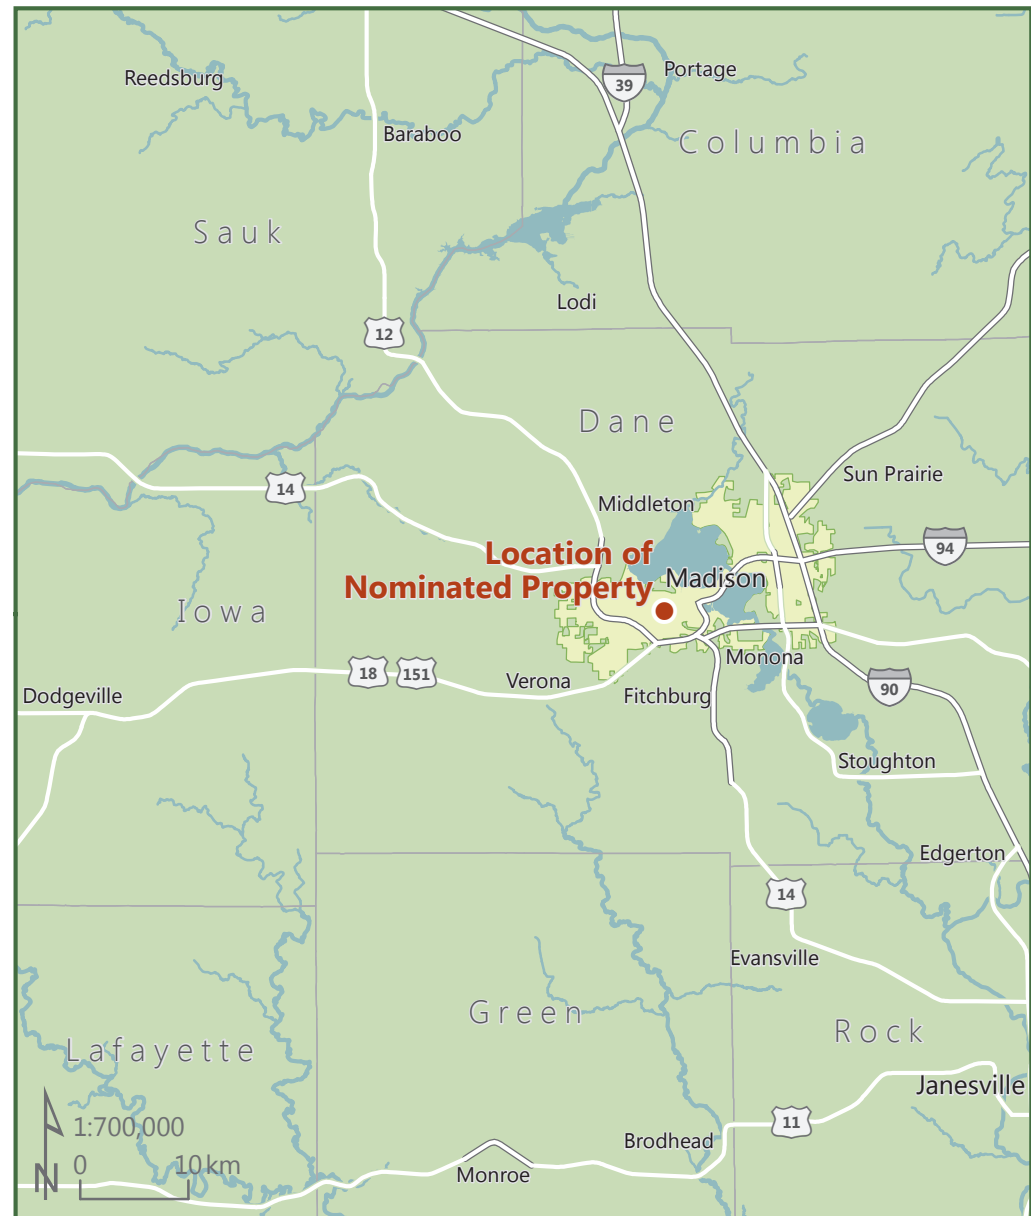 Reedsburg
39
Portage
Baraboo
Columbia
Sauk
Lodi
12
Dane
Sun Prairie
14
Middleton
94
Location of
Nominated Property
Madison
Iowa
Monona
18
151
Verona
Fitchburg
90
Dodgeville
Stoughton
Edgerton
14
Evansville
Green
Rock
Lafayette
Janesville
1:700,000
11
Brodhead
0
10 km
Monroe
N